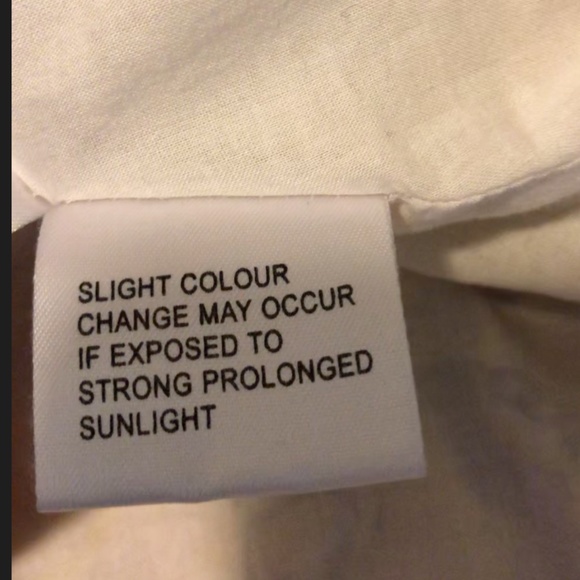 SLIGHT COLOUR
CHANGE MAY OCCUR
IF EXPOSED TO
STRONG PROLONGED
SUNLIGHT